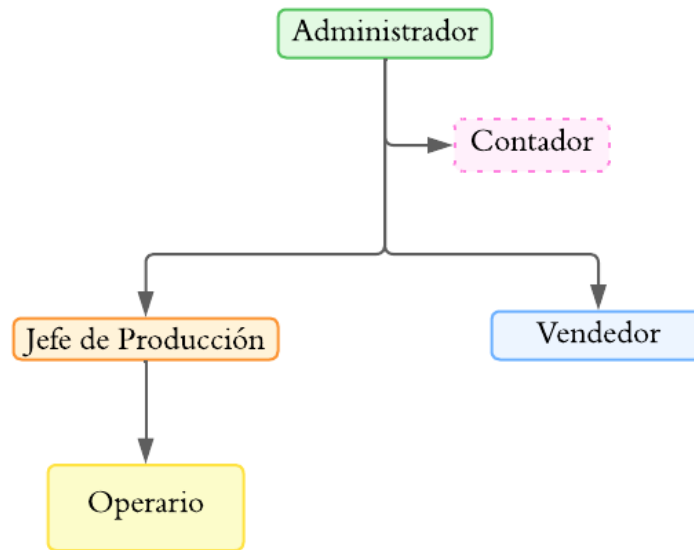 Administrador
Contador
Jefe de Producción
Vendedor
Operario